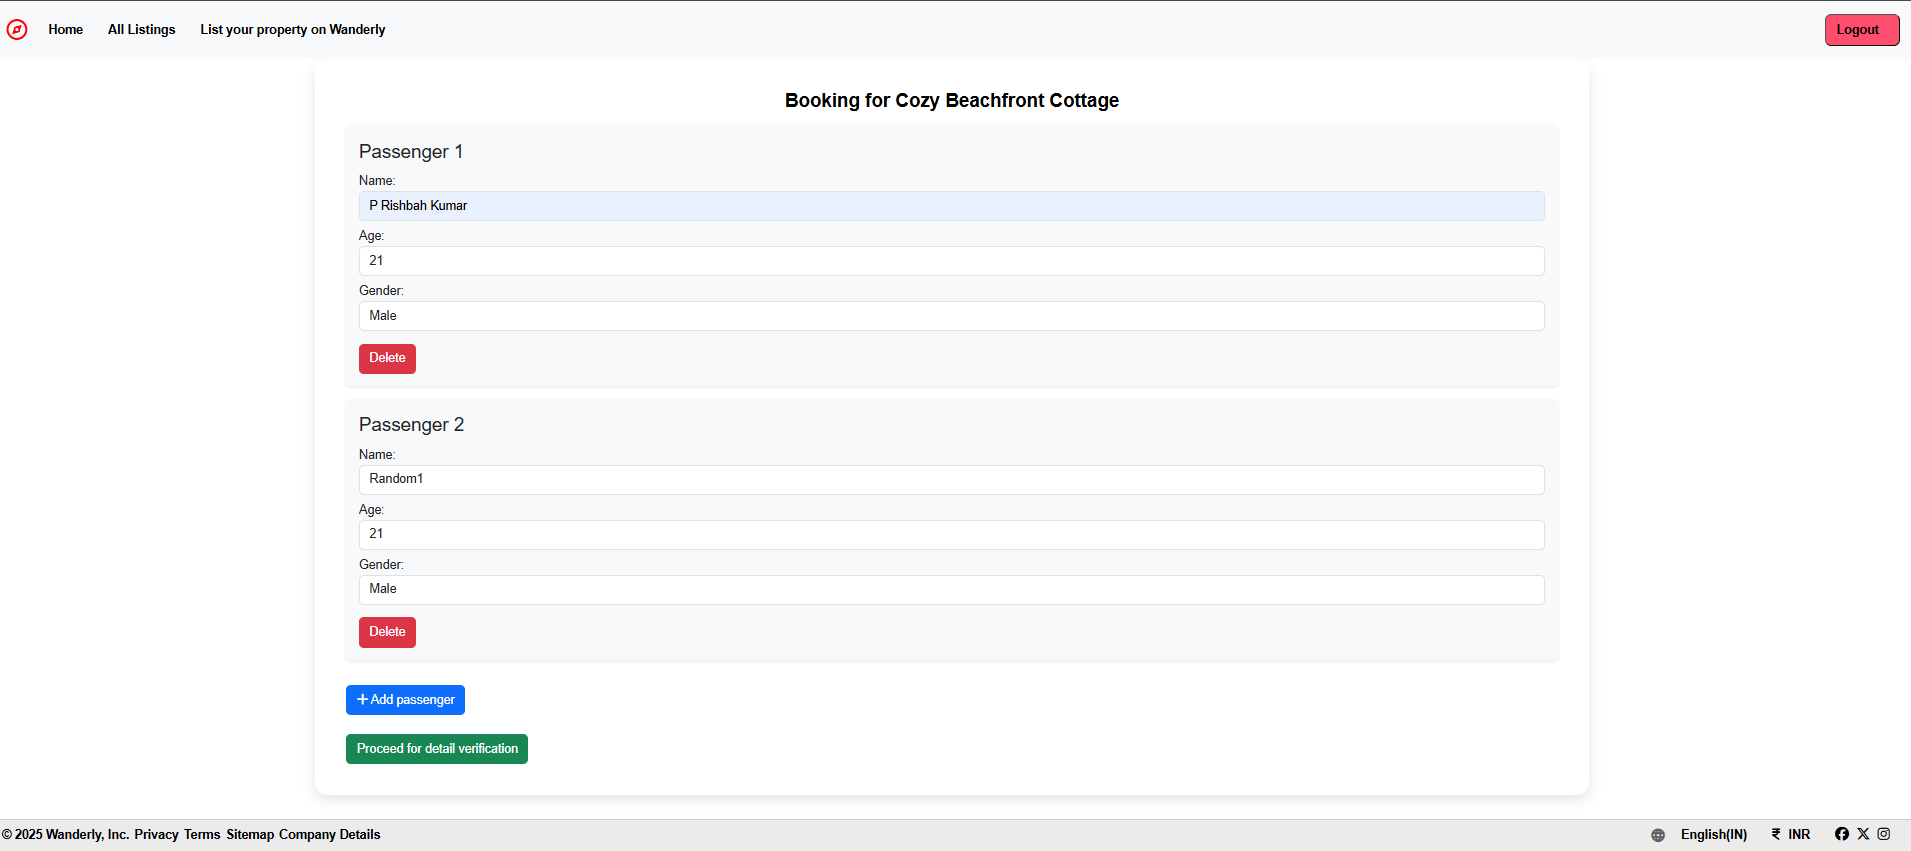 Home All Listings List your property on Wanderly Logout
Booking for Cozy Beachfront Cottage
Passenger 1
Name:
P Rishbah Kumar
Age:
21
Gender:
Male
Delete
Passenger 2
Name:
Random1
Age:
21
Gender:
Male
Delete
+ Add passenger
Proceed for detail verification
© 2025 Wanderly, Inc. Privacy Terms Sitemap Company Details English(IN) ₹ INR